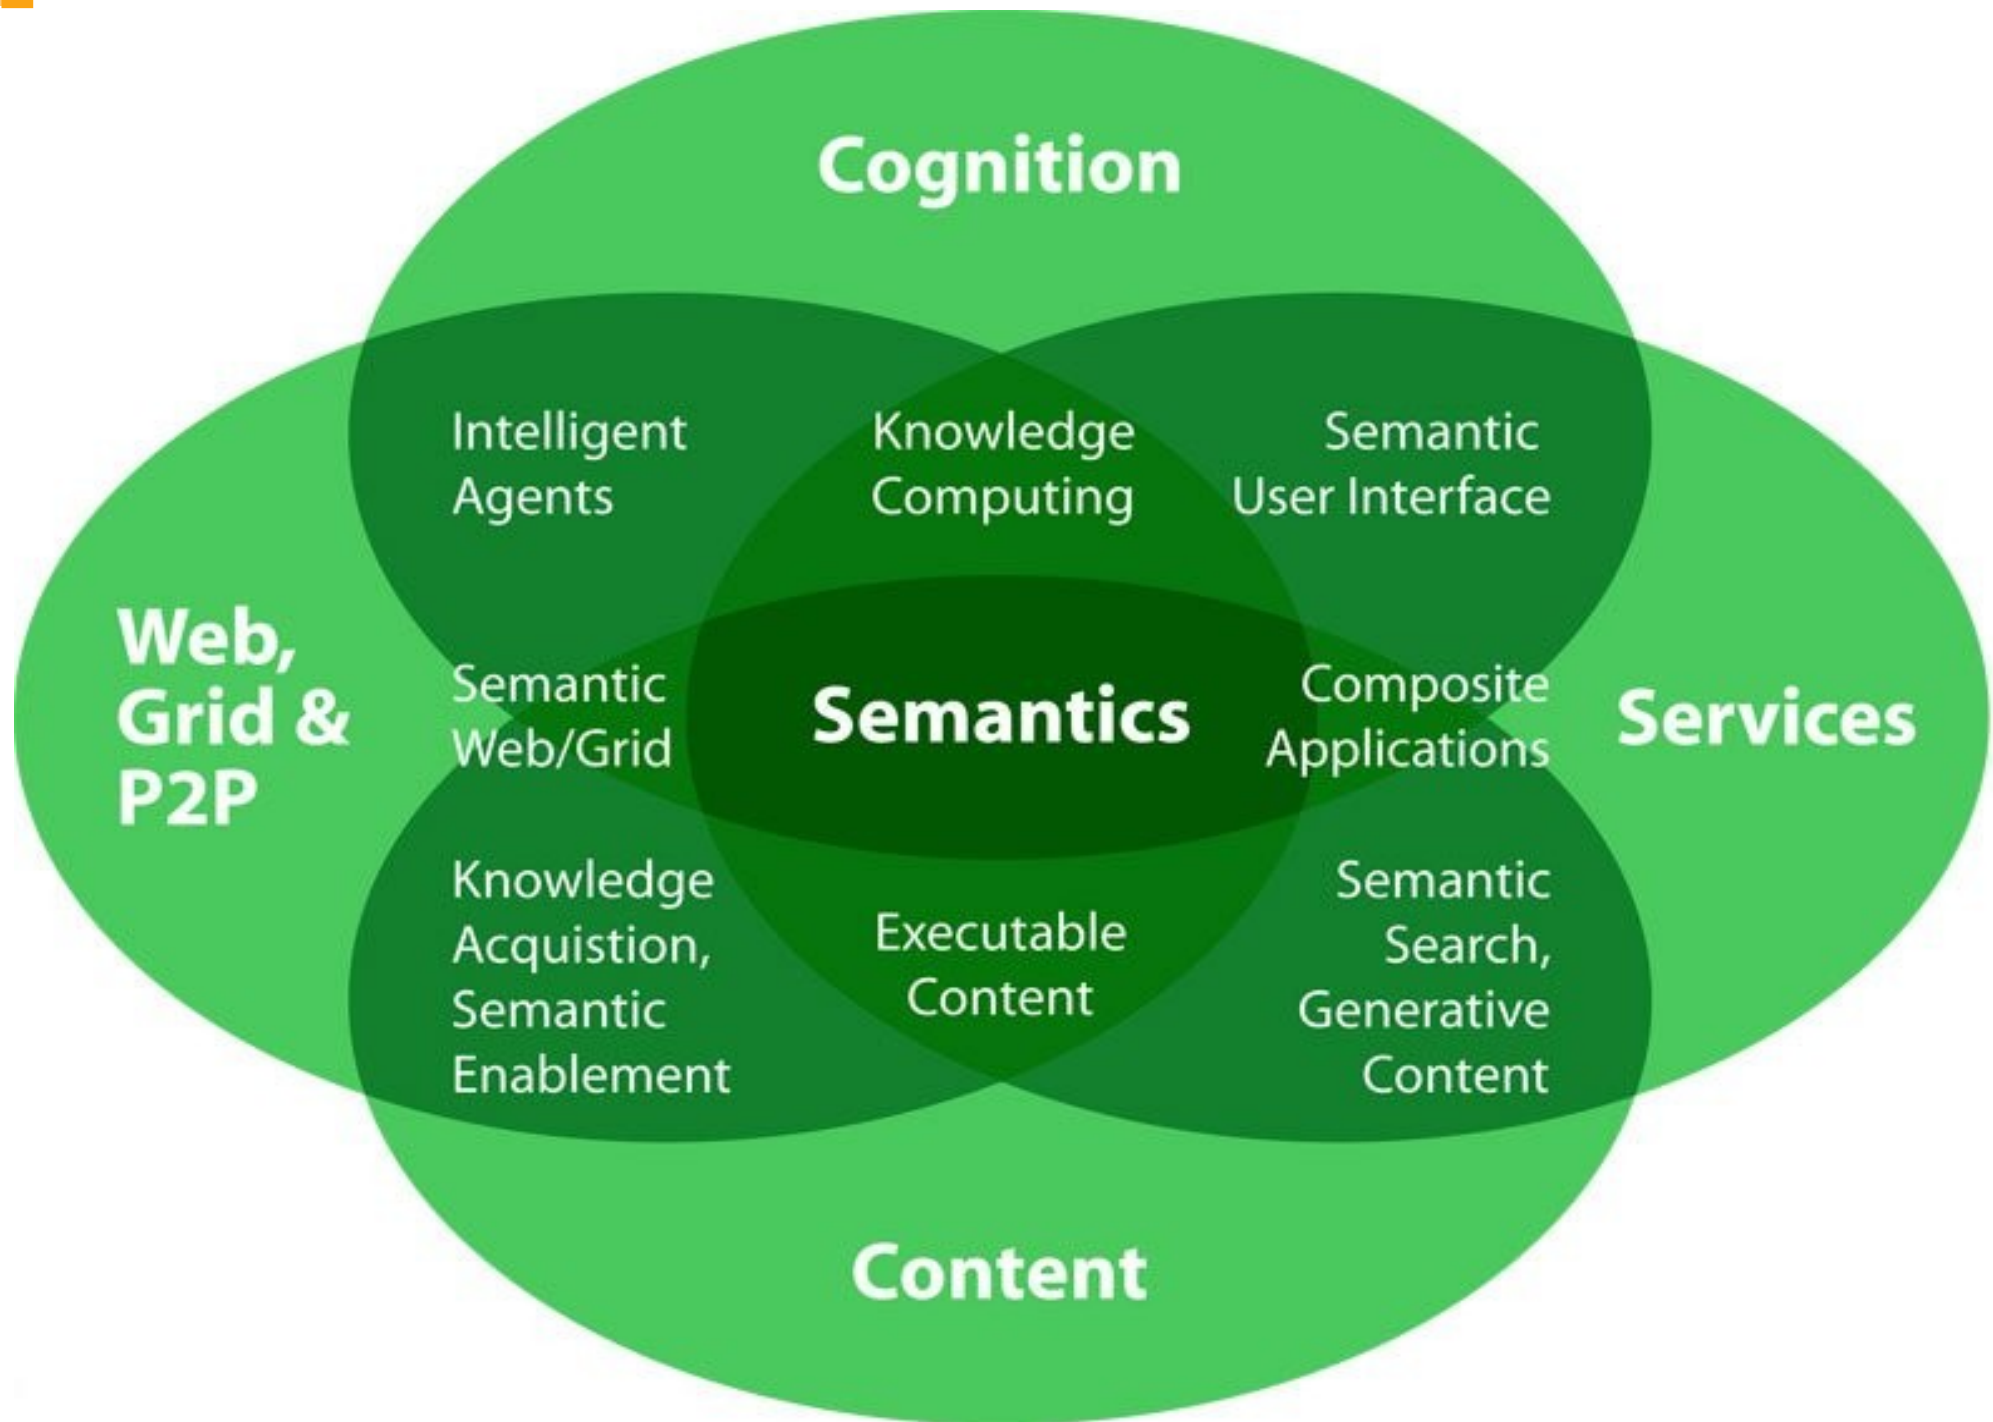 Cognition
Intelligent
Agents
Knowledge
Computing
Semantic
User Interface
Web,
Grid &
P2P
Semantic
Web/Grid
Semantics
Composite
Applications
Services
Knowledge
Acquistion,
Semantic
Enablement
Executable
Content
Semantic
Search,
Generative
Content
Content